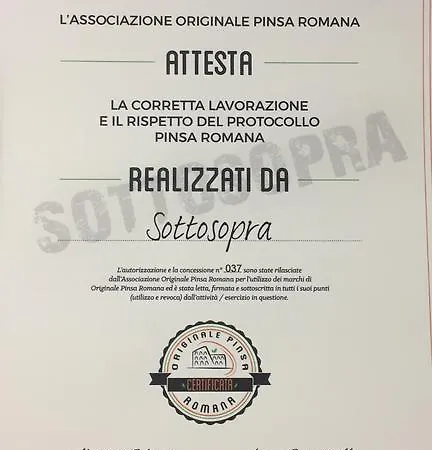 L'ASSOCIAZIONE ORIGINALE PINSA ROMANA
ATTESTA
LA CORRETTA LAVORAZIONE
E IL RISPETTO DEL PROTOCOLLO
PINSA ROMANA
SOTTOSOPRA
REALIZZATI DA
Sottosopra
L'autorizzazione e la concessione n° 037 sono state rilasciate
dall'Associazione Originale Pinsa Romana per l'utilizzo dei marchi di
Originale Pinsa Romana ed è stata letta, firmata e sottoscritta in tutti i suoi punti
(utilizzo e revoca) dall'attività / esercizio in questione.
ORIGINALE PINSA
CERTIFICATA
ROMANA